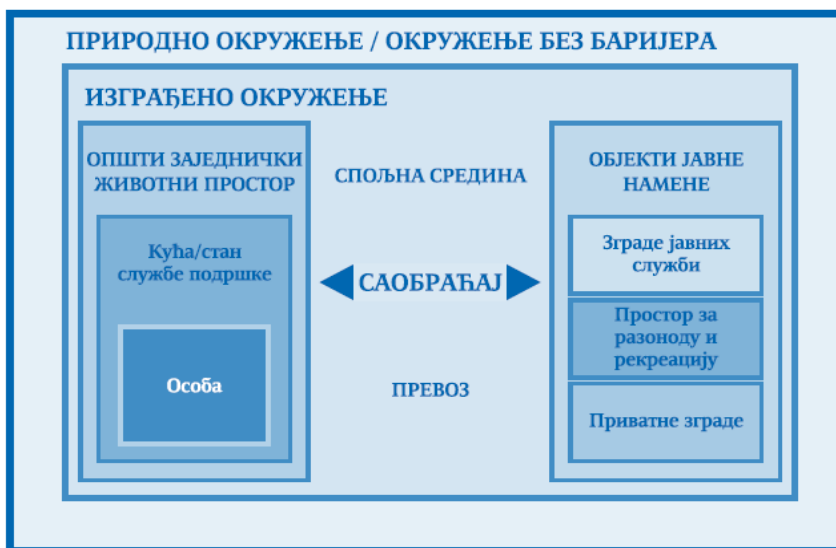 ПРИРОДНО ОКРУЖЕЊЕ / ОКРУЖЕЊЕ БЕЗ БАРИЈЕРА
ИЗГРАЂЕНО ОКРУЖЕЊЕ
ОПШТИ ЗАЈЕДНИЧКИ
ЖИВОТНИ ПРОСТОР
Кућа/стан
службе подршке
Особа
СПОЉНА СРЕДИНА
САОБРАЋАЈ
ПРЕВОЗ
ОБЈЕКТИ ЈАВНЕ
НАМЕНЕ
Зграде јавних
служби
Простор за
разоноду и
рекреацију
Приватне зграде